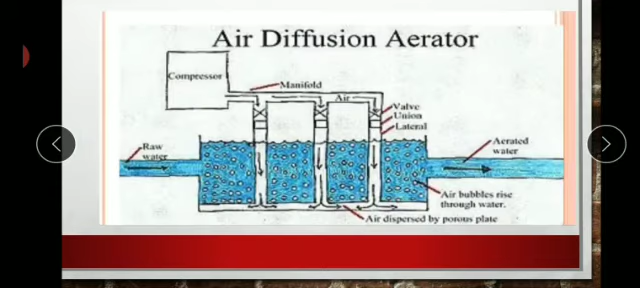 Air Diffusion Aerator
Compressor
Manifold
Air
Valve
Union
Lateral
Raw
water
Aerated
water
Air bubbles rise
through water.
Air dispersed by porous plate